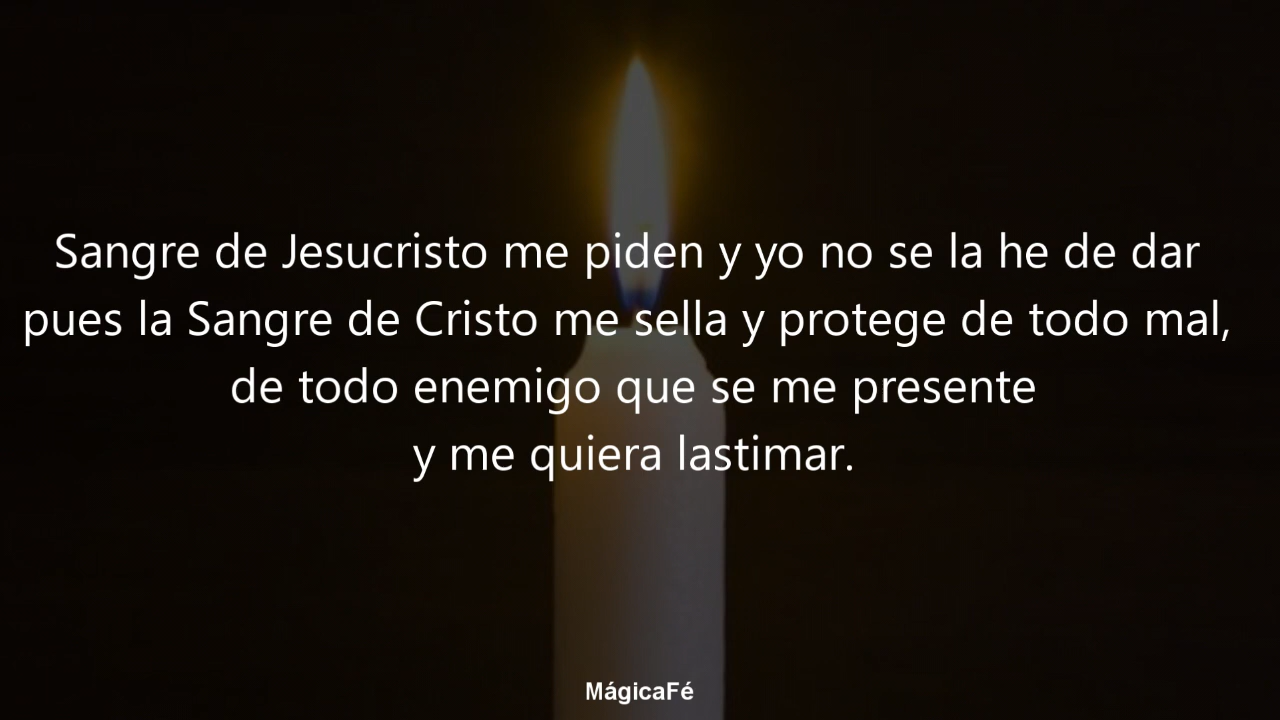 Sangre de Jesucristo me piden y yo no se la he de dar
pues la Sangre de Cristo me sella y protege de todo mal,
de todo enemigo que se me presente
y me quiera lastimar.
MágicaFé